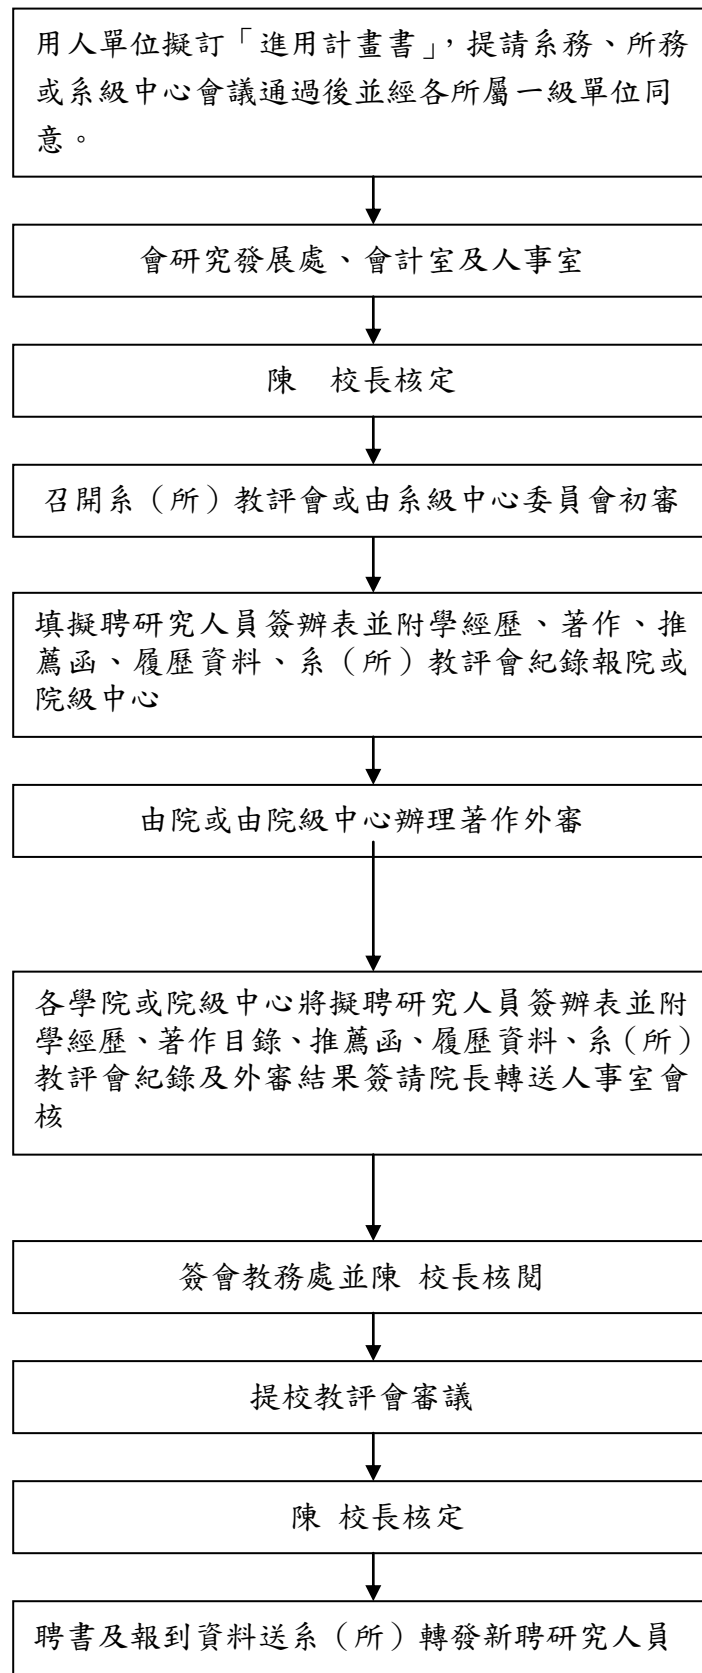 用人單位擬訂「進用計畫書」，提請系務、所務
或系級中心會議通過後並經各所屬一級單位同
意。
會研究發展處、會計室及人事室
陳　校長核定
召開系（所）教評會或由系級中心委員會初審
填擬聘研究人員簽辦表並附學經歷、著作、推
薦函、履歷資料、系（所）教評會紀錄報院或
院級中心
由院或由院級中心辦理著作外審
各學院或院級中心將擬聘研究人員簽辦表並附
學經歷、著作目錄、推薦函、履歷資料、系（所）
教評會紀錄及外審結果簽請院長轉送人事室會
核
簽會教務處並陳 校長核閱
提校教評會審議
陳 校長核定
聘書及報到資料送系（所）轉發新聘研究人員